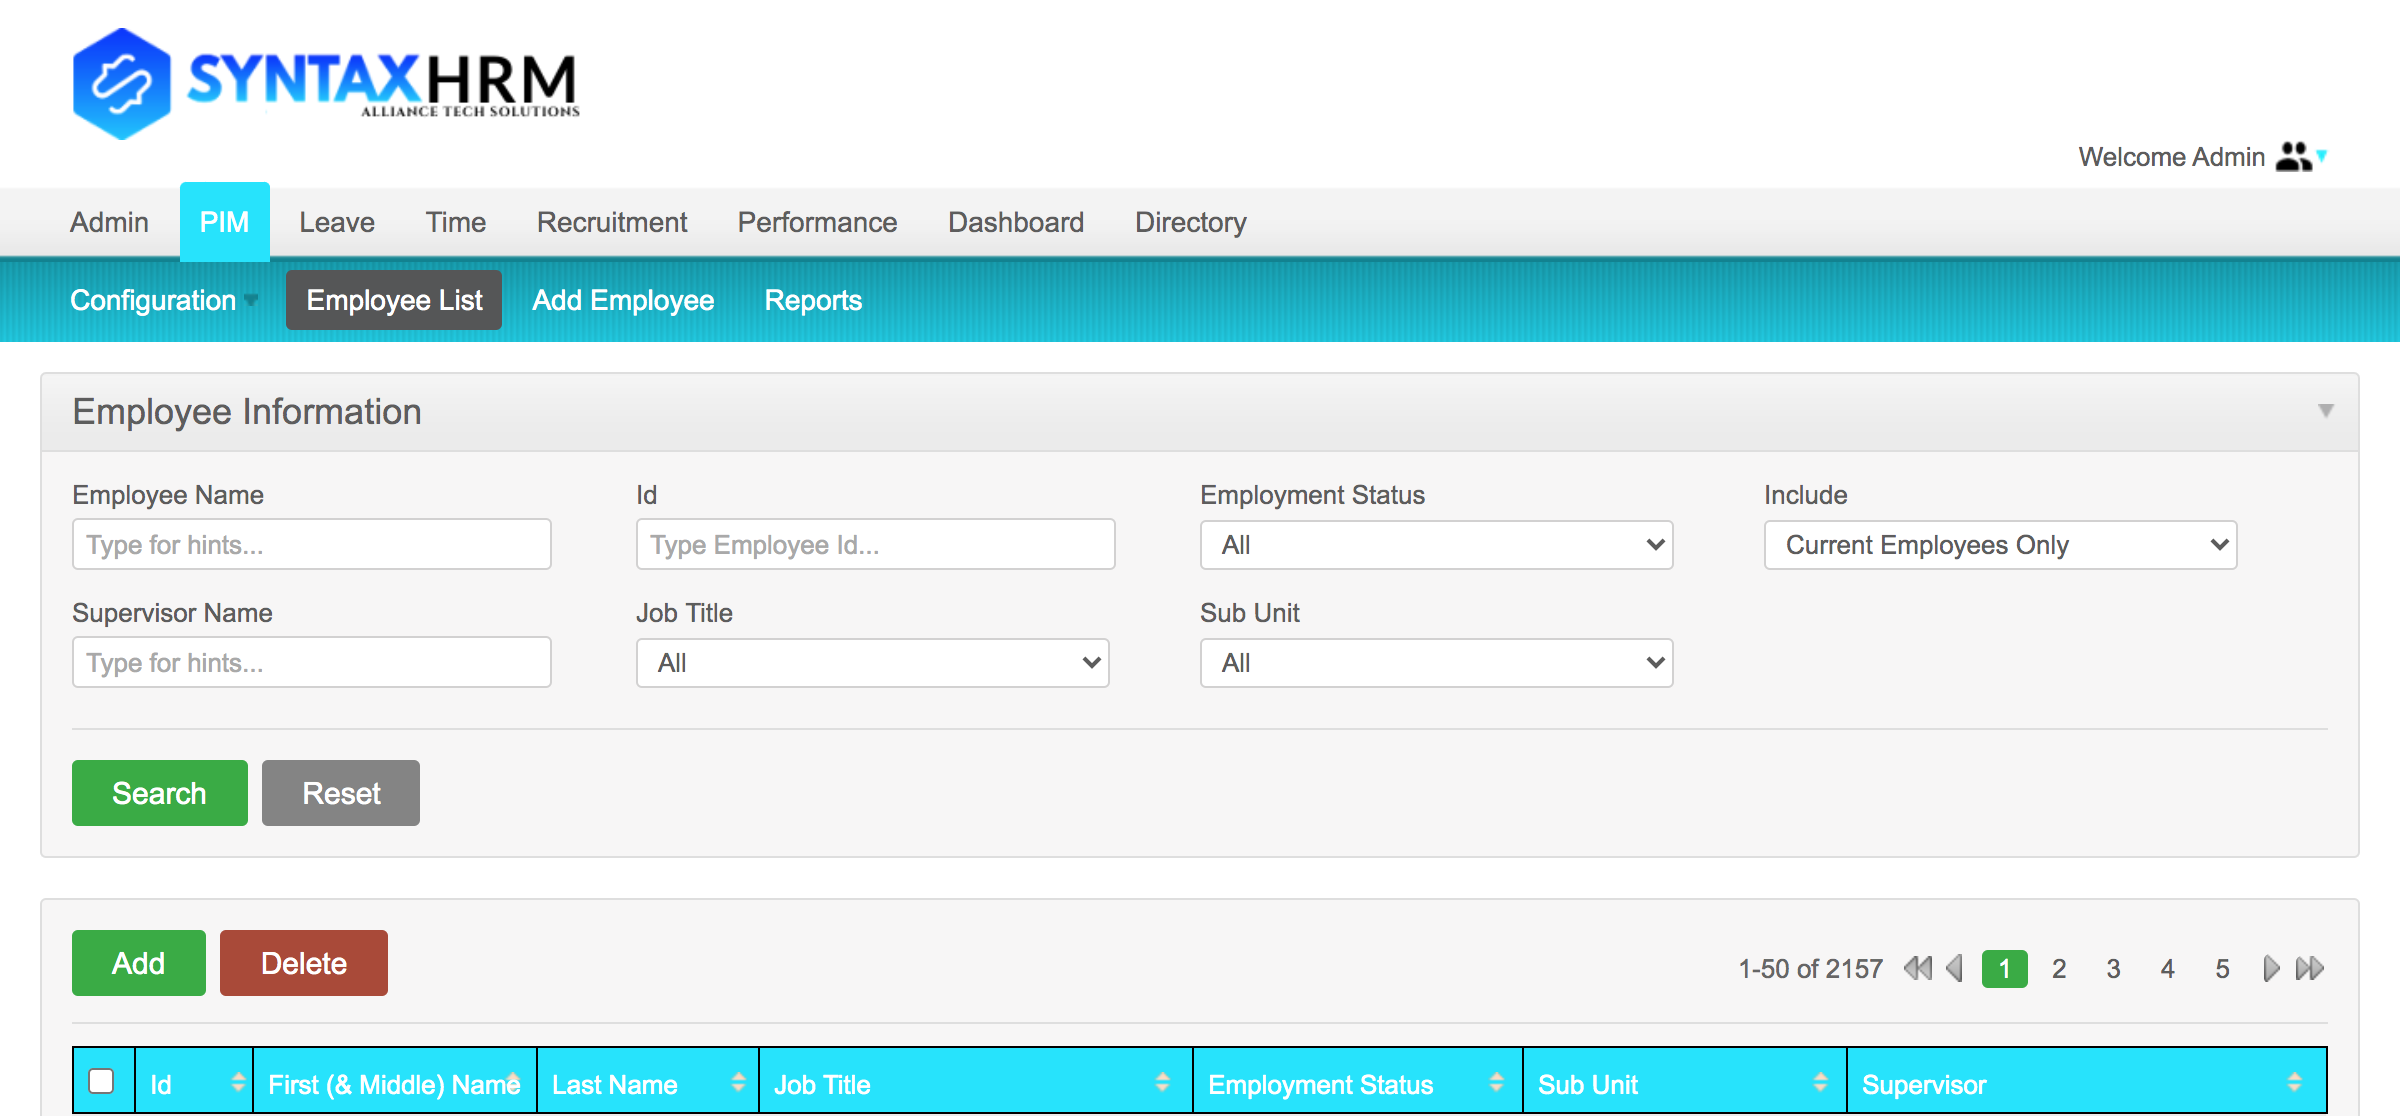 SYNTAXHRM
ALLIANCE TECH SOLUTIONS
Welcome Admin
Admin PIM Leave Time Recruitment Performance Dashboard Directory
Configuration Employee List Add Employee Reports
Employee Information
Employee Name Id Employment Status Include
Type for hints... Type Employee Id... All Current Employees Only
Supervisor Name Job Title Sub Unit
Type for hints... All All
Search Reset
Add Delete 1-50 of 2157 1 2 3 4 5
Id First (& Middle) Name Last Name Job Title Employment Status Sub Unit Supervisor